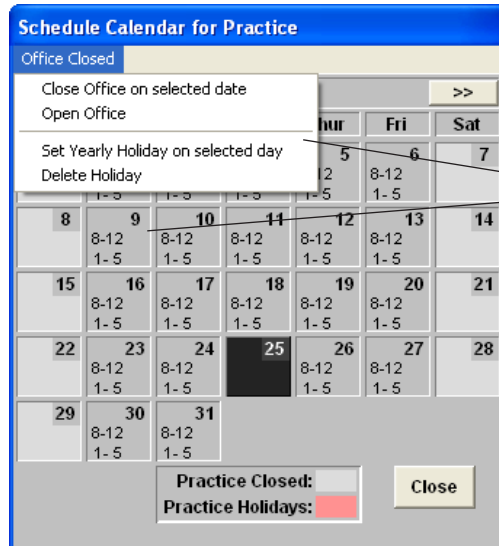 Schedule Calendar for Practice
Office Closed
Close Office on selected date
Open Office
Set Yearly Holiday on selected day
Delete Holiday
>>
hur Fri Sat
5 6 7
12 8-12
1- 5 1- 5 1- 5 1- 5 1- 5
8 9 10 11 12 13 14
8-12 8-12 8-12 8-12 8-12
1- 5 1- 5 1- 5 1- 5 1- 5
15 16 17 18 19 20 21
8-12 8-12 8-12 8-12 8-12
1- 5 1- 5 1- 5 1- 5 1- 5
22 23 24 25 26 27 28
8-12 8-12 8-12 8-12
1- 5 1- 5 1- 5 1- 5
29 30 31
8-12 8-12
1- 5 1- 5
Practice Closed:
Practice Holidays:
Close